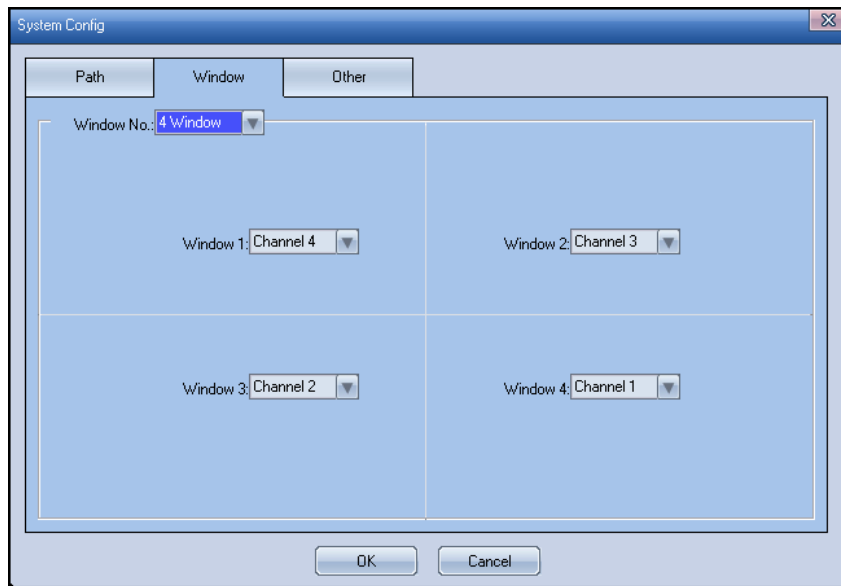 System Config
Path Window Other
Window No.: 4 Window
Window 1: Channel 4 Window 2: Channel 3
Window 3: Channel 2 Window 4: Channel 1
OK Cancel